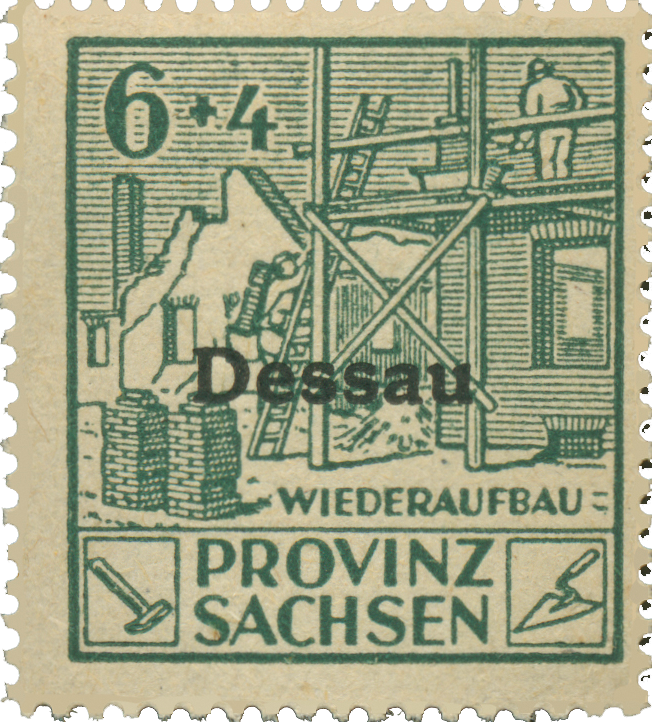 6+4
Dessau
WIEDERAUFBAU
PROVINZ
SACHSEN